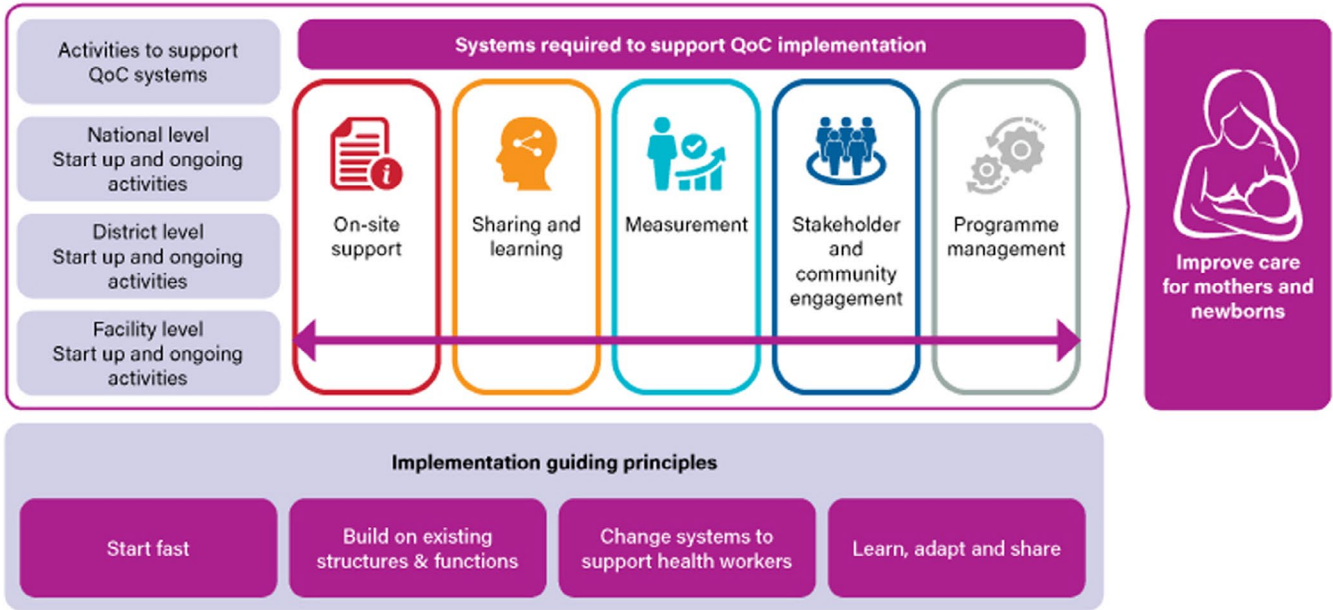 Activities to support
QoC systems
National level
Start up and ongoing
activities
District level
Start up and ongoing
activities
Facility level
Start up and ongoing
activities
Systems required to support QoC implementation
i
On-site
support
Sharing and
learning
Measurement
Stakeholder
and
community
engagement
Programme
management
Improve care
for mothers and
newborns
Implementation guiding principles
Start fast
Build on existing
structures & functions
Change systems to
support health workers
Learn, adapt and share